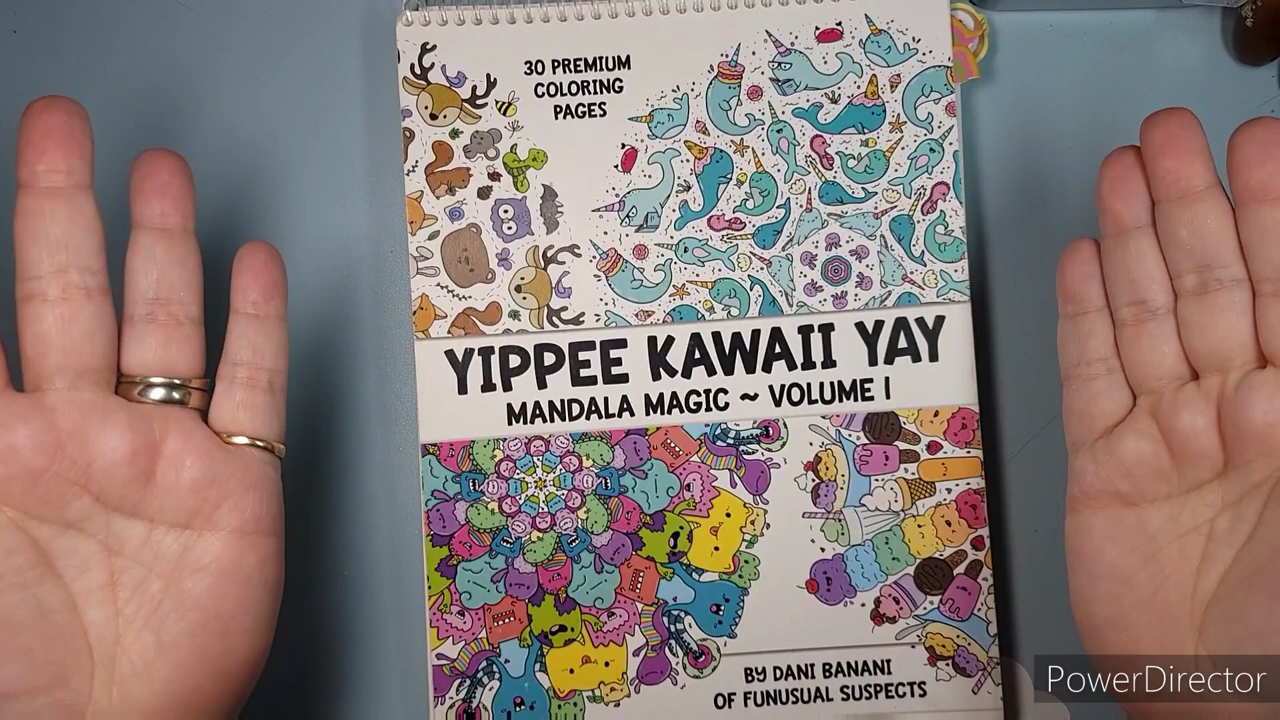 30 PREMIUM
COLORING
PAGES
YIPPEE KAWAII YAY
MANDALA MAGIC ~ VOLUME I
BY DANI BANANI
OF FUNUSUAL SUSPECTS
PowerDirector